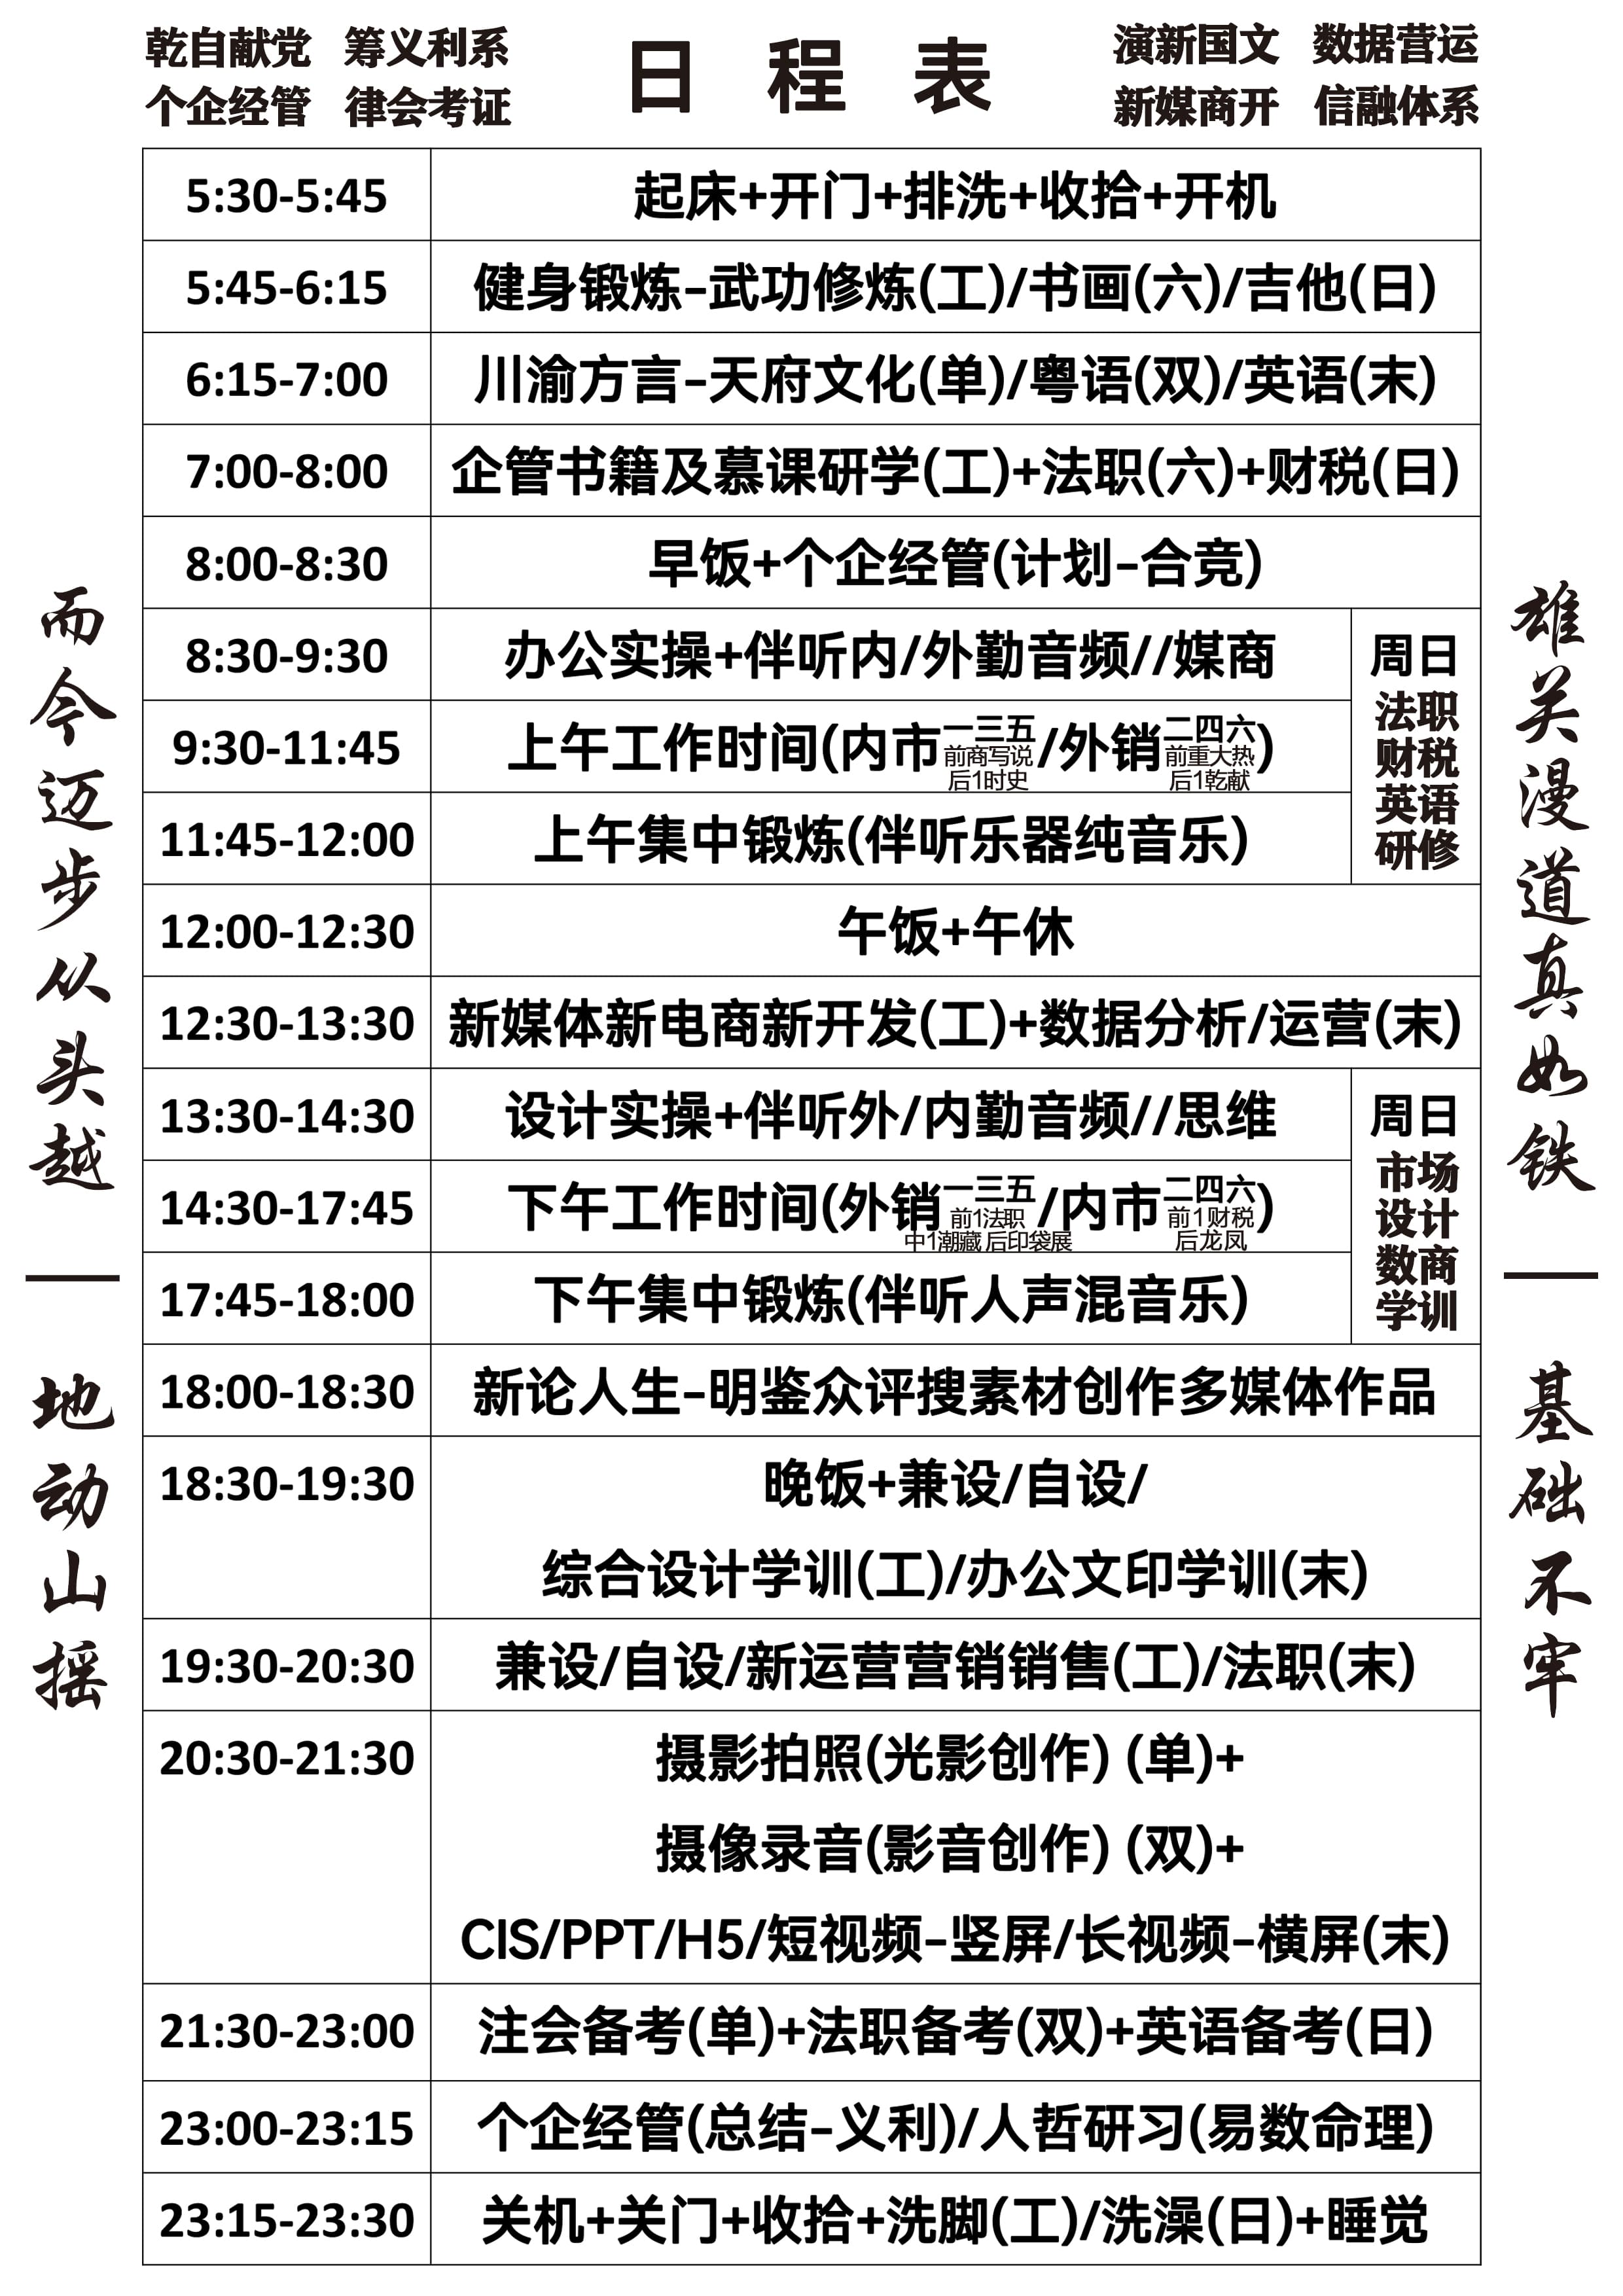 乾自献党 筹义利系
个企经管 律会考证
日 程 表
演新国文 数据营运
新媒商开 信融体系
5:30-5:45 起床+开门+排洗+收拾+开机
5:45-6:15 健身锻炼-武功修炼(工)/书画(六)/吉他(日)
6:15-7:00 川渝方言-天府文化(单)/粤语(双)/英语(末)
7:00-8:00 企管书籍及慕课研学(工)+法职(六)+财税(日)
8:00-8:30 早饭+个企经管(计划-合竞)
8:30-9:30 办公实操+伴听内/外勤音频//媒商
9:30-11:45 上午工作时间(内市一三五/外销二四六)
前商写说 前重大热
后1时史 后1乾献
11:45-12:00 上午集中锻炼(伴听乐器纯音乐)
周日
法职
财税
英语
研修
12:00-12:30 午饭+午休
12:30-13:30 新媒体新电商新开发(工)+数据分析/运营(末)
13:30-14:30 设计实操+伴听外/内勤音频//思维
14:30-17:45 下午工作时间(外销一三五/内市二四六)
前1法职 前1财税
中1潮藏 后印袋展 后龙凤
17:45-18:00 下午集中锻炼(伴听人声混音乐)
周日
市场
设计
数商
学训
18:00-18:30 新论人生-明鉴众评搜素材创作多媒体作品
18:30-19:30 晚饭+兼设/自设/
综合设计学训(工)/办公文印学训(末)
19:30-20:30 兼设/自设/新运营营销销售(工)/法职(末)
20:30-21:30 摄影拍照(光影创作) (单)+
摄像录音(影音创作) (双)+
CIS/PPT/H5/短视频-竖屏/长视频-横屏(末)
21:30-23:00 注会备考(单)+法职备考(双)+英语备考(日)
23:00-23:15 个企经管(总结-义利)/人哲研习(易数命理)
23:15-23:30 关机+关门+收拾+洗脚(工)/洗澡(日)+睡觉
雄关漫道真如铁——基础不牢
而今迈步从头越——地动山摇